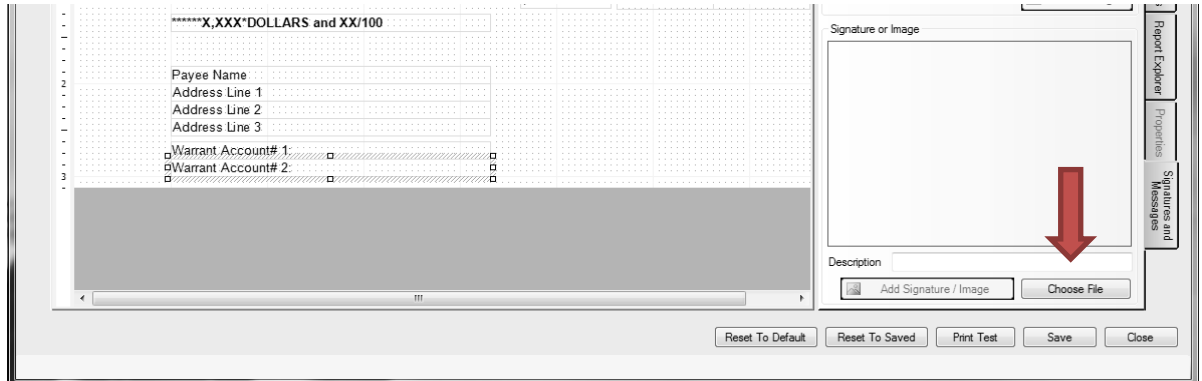 ******X,XXX*DOLLARS and XX/100
Payee Name
Address Line 1
Address Line 2
Address Line 3
Warrant Account# 1:
Warrant Account# 2:
2
3
Signature or Image
Description
Add Signature / Image
Choose File
Report Explorer
Properties
Signatures and
Messages
Reset To Default
Reset To Saved
Print Test
Save
Close